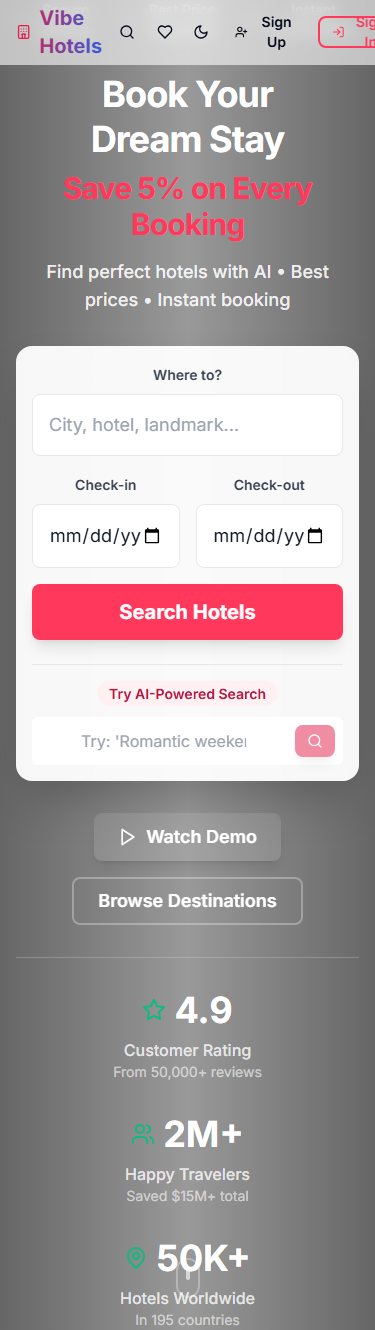 Vibe
Hotels
Sign
Up
Book Your
Dream Stay
Save 5% on Every
Booking
Find perfect hotels with AI • Best
prices • Instant booking
Where to?
City, hotel, landmark...
Check-in
Check-out
mm/dd/yy
mm/dd/yy
Search Hotels
Try AI-Powered Search
Try: 'Romantic
Watch Demo
Browse Destinations
4.9
Customer Rating
From 50,000+ reviews
2M+
Happy Travelers
Saved $15M+ total
50K+
Hotels Worldwide
In 195 countries